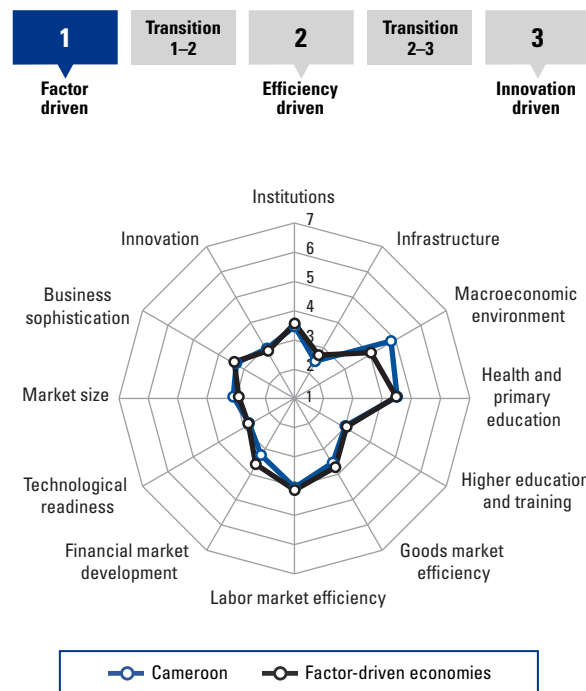 1
Transition
1–2
2
Transition
2–3
3
Factor
driven
Efficiency
driven
Innovation
driven
Institutions
7
Innovation
Infrastructure
6
5
Business
sophistication
Macroeconomic
environment
4
3
2
Market size
1
Health and
primary
education
Technological
readiness
Higher education
and training
Financial market
development
Goods market
efficiency
Labor market efficiency
Cameroon
Factor-driven economies